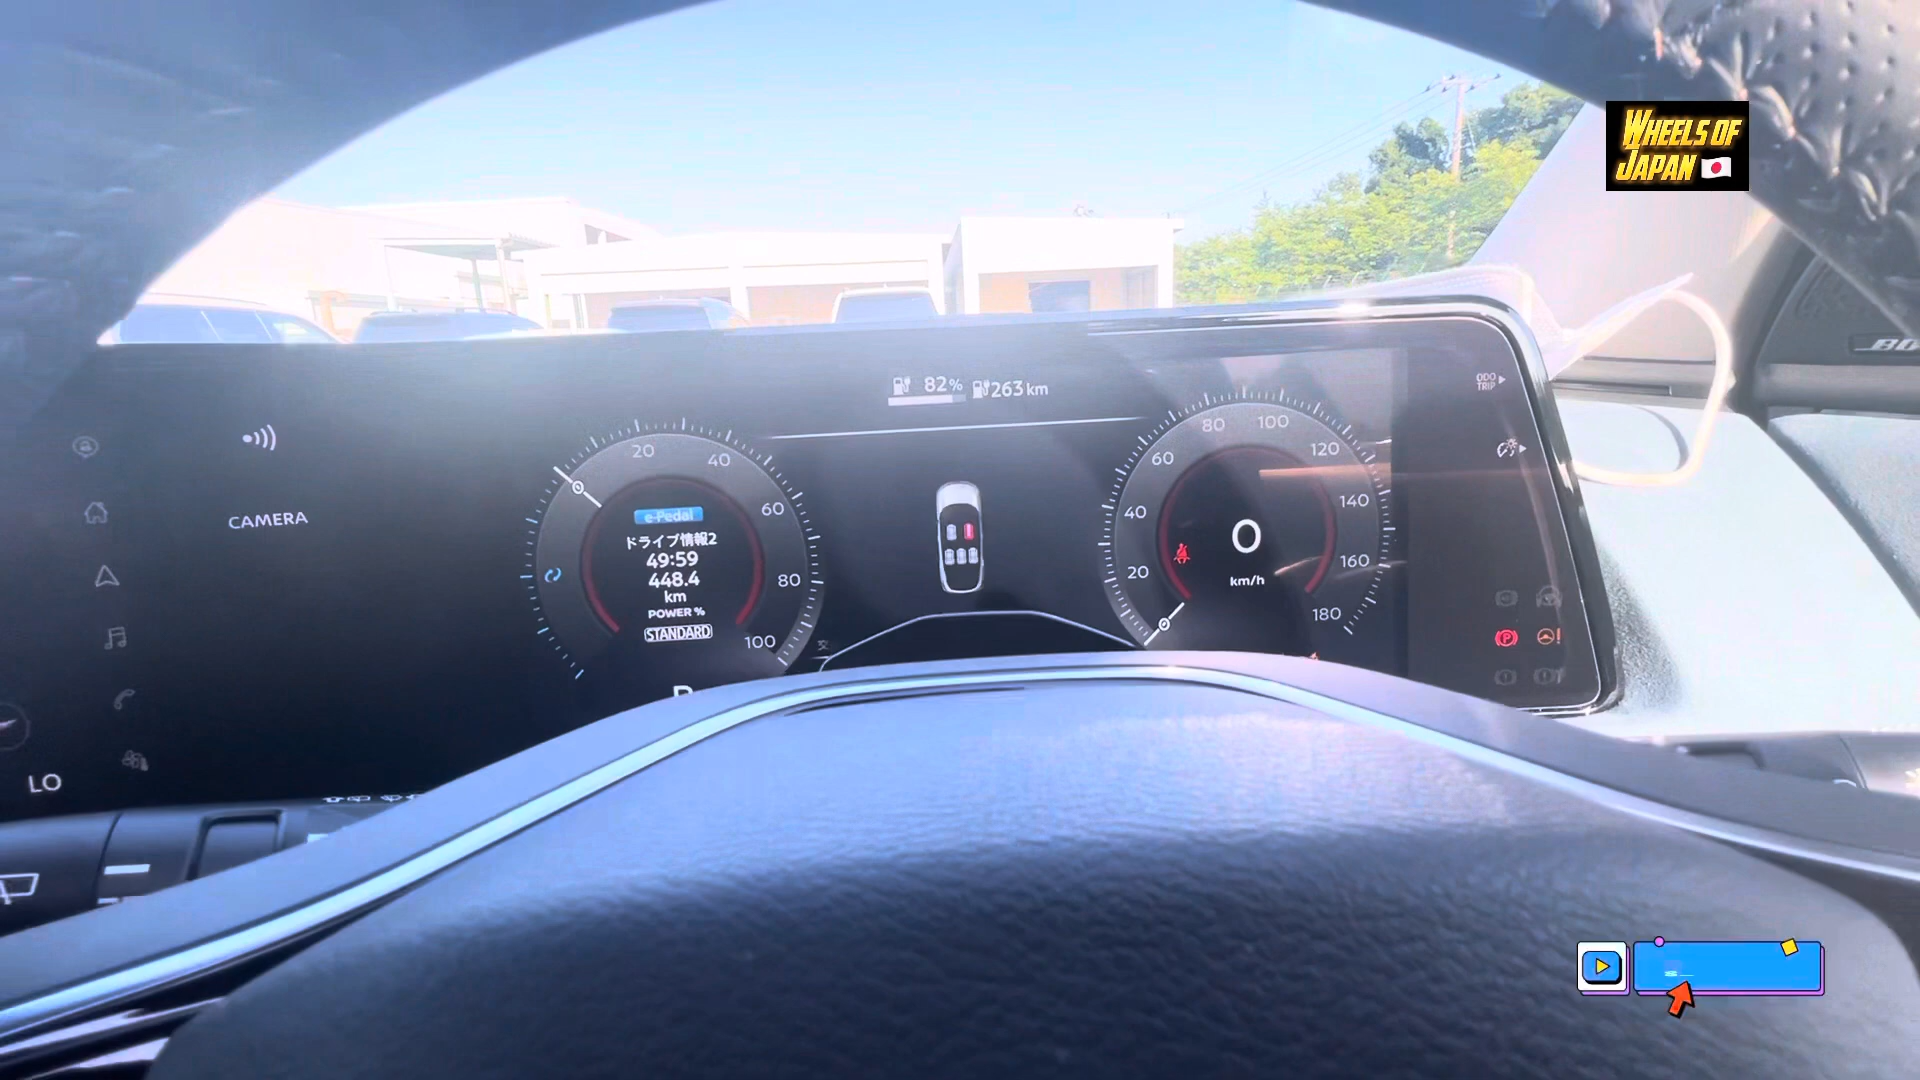 WHEELS OF
JAPAN
82% 263km
ODO
TRIP
20
40
60
80
100
e-Pedal
ドライブ情報2
49:59
448.4
km
POWER %
STANDARD
20
40
60
80
100
120
140
160
180
0
km/h
CAMERA
LO
P